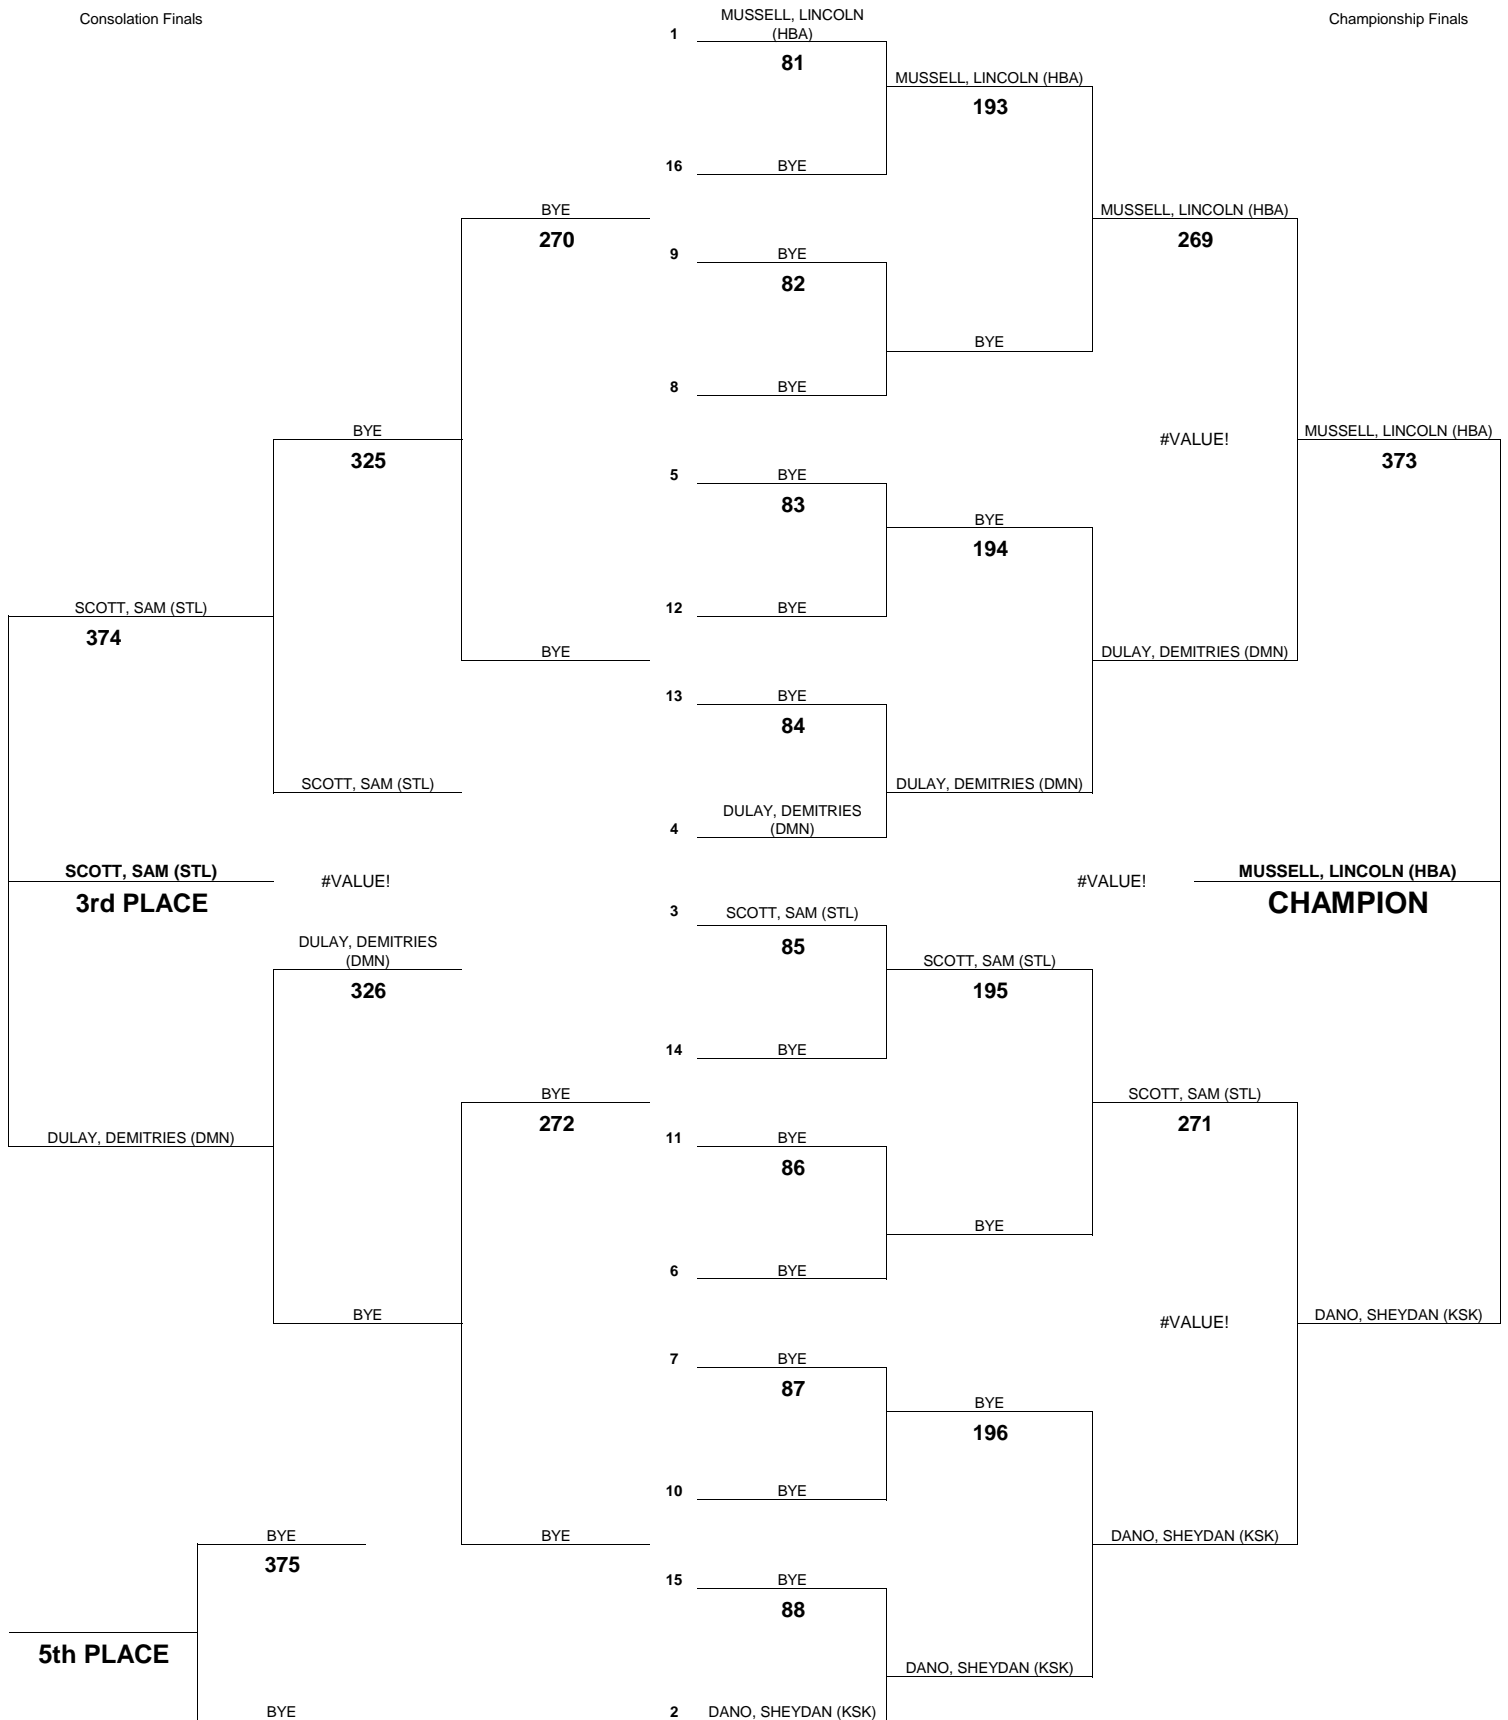 Consolation Finals
Championship Finals
MUSSELL, LINCOLN
(HBA)
1
81
MUSSELL, LINCOLN (HBA)
193
16
BYE
BYE
270
MUSSELL, LINCOLN (HBA)
269
9
BYE
82
BYE
8
BYE
BYE
325
#VALUE!
MUSSELL, LINCOLN (HBA)
373
5
BYE
83
BYE
194
SCOTT, SAM (STL)
374
12
BYE
BYE
DULAY, DEMITRIES (DMN)
13
BYE
84
SCOTT, SAM (STL)
DULAY, DEMITRIES (DMN)
DULAY, DEMITRIES
(DMN)
4
SCOTT, SAM (STL)
3rd PLACE
#VALUE!
#VALUE!
MUSSELL, LINCOLN (HBA)
CHAMPION
3
SCOTT, SAM (STL)
85
DULAY, DEMITRIES
(DMN)
326
SCOTT, SAM (STL)
195
14
BYE
BYE
272
SCOTT, SAM (STL)
271
DULAY, DEMITRIES (DMN)
11
BYE
86
BYE
6
BYE
BYE
#VALUE!
DANO, SHEYDAN (KSK)
7
BYE
87
BYE
196
10
BYE
BYE
375
BYE
DANO, SHEYDAN (KSK)
15
BYE
88
5th PLACE
DANO, SHEYDAN (KSK)
BYE
2
DANO, SHEYDAN (KSK)